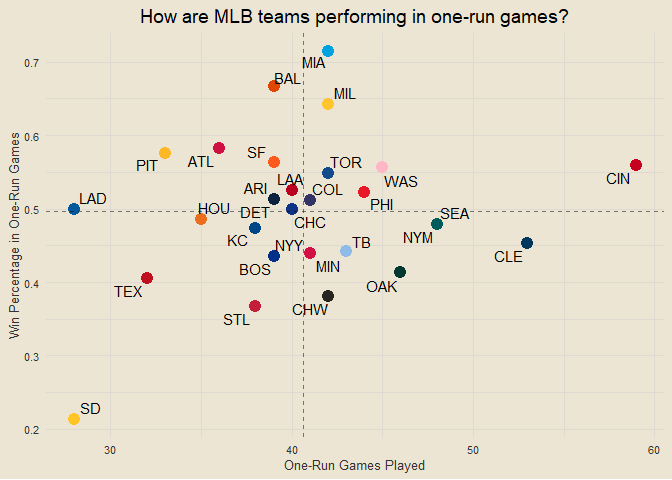 How are MLB teams performing in one-run games?
Win Percentage in One-Run Games
0.7
MIA
BAL
MIL
0.6
SF
TOR
PIT
ATL
LAA
WAS
CIN
ARI
COL
LAD
PHI
0.5
HOU
DET
SEA
CHC
KC
NYY
TB
NYM
CLE
BOS
MIN
0.4
TEX
OAK
STL
CHW
0.3
SD
0.2
30
40
50
60
One-Run Games Played